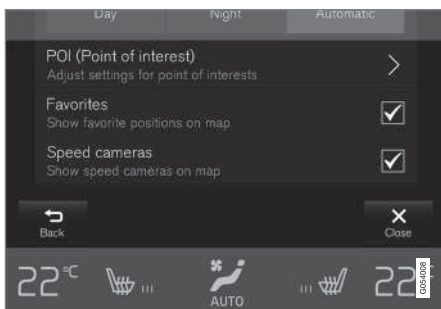 Day Night Automatic
POI (Point of interest)
Adjust settings for point of interests
Favorites
Show favorite positions on map
Speed cameras
Show speed cameras on map
Back Close
22°C AUTO 22°
G054008